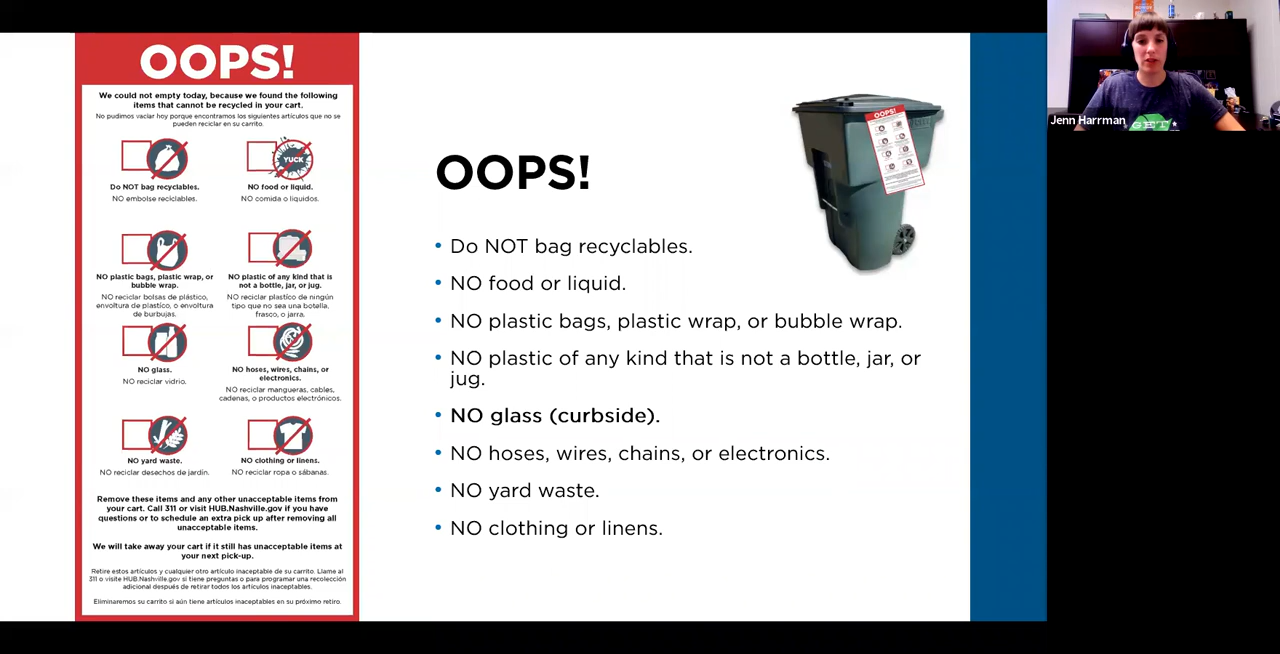 OOPS!
We could not empty today, because we found the following
items that cannot be recycled in your cart.
No pudimos vaciar hoy porque encontramos los siguientes artículos que no se
pueden reciclar en su carrito.
YUCK
Do NOT bag recyclables.
NO embolse reciclables.
NO food or liquid.
NO comida o liquidos.
NO plastic bags, plastic wrap, or
bubble wrap.
NO reciclar bolsas de plástico,
envoltura de plastíco, o envoltura
de burbujas.
NO plastic of any kind that is
not a bottle, jar, or jug.
NO reciclar plastíco de ningún
tipo que no sea una botella,
frasco, o jarra.
NO glass.
NO reciclar vidrio.
NO hoses, wires, chains, or
electronics.
NO reciclar mangueras, cables,
cadenas, o productos electrónicos.
NO yard waste.
NO reciclar desechos de jardín.
NO clothing or linens.
NO reciclar ropa o sábanas.
Remove these items and any other unacceptable items from
your cart. Call 311 or visit HUB.Nashville.gov if you have
questions or to schedule an extra pick up after removing all
unacceptable items.
We will take away your cart if it still has unacceptable items at
your next pick-up.
Retire estos artículos y cualquier otro artículo inaceptable de su carrito. Llame al
311 o visite HUB.Nashville.gov si tiene preguntas o para programar una recolección
adicional después de retirar todos los artículos inaceptables.
Eliminaremos su carrito si aún tiene artículos inaceptables en su próximo retiro.
OOPS!
• Do NOT bag recyclables.
• NO food or liquid.
• NO plastic bags, plastic wrap, or bubble wrap.
• NO plastic of any kind that is not a bottle, jar, or
jug.
• NO glass (curbside).
• NO hoses, wires, chains, or electronics.
• NO yard waste.
• NO clothing or linens.
OOPS!
Jenn Harrman
GET